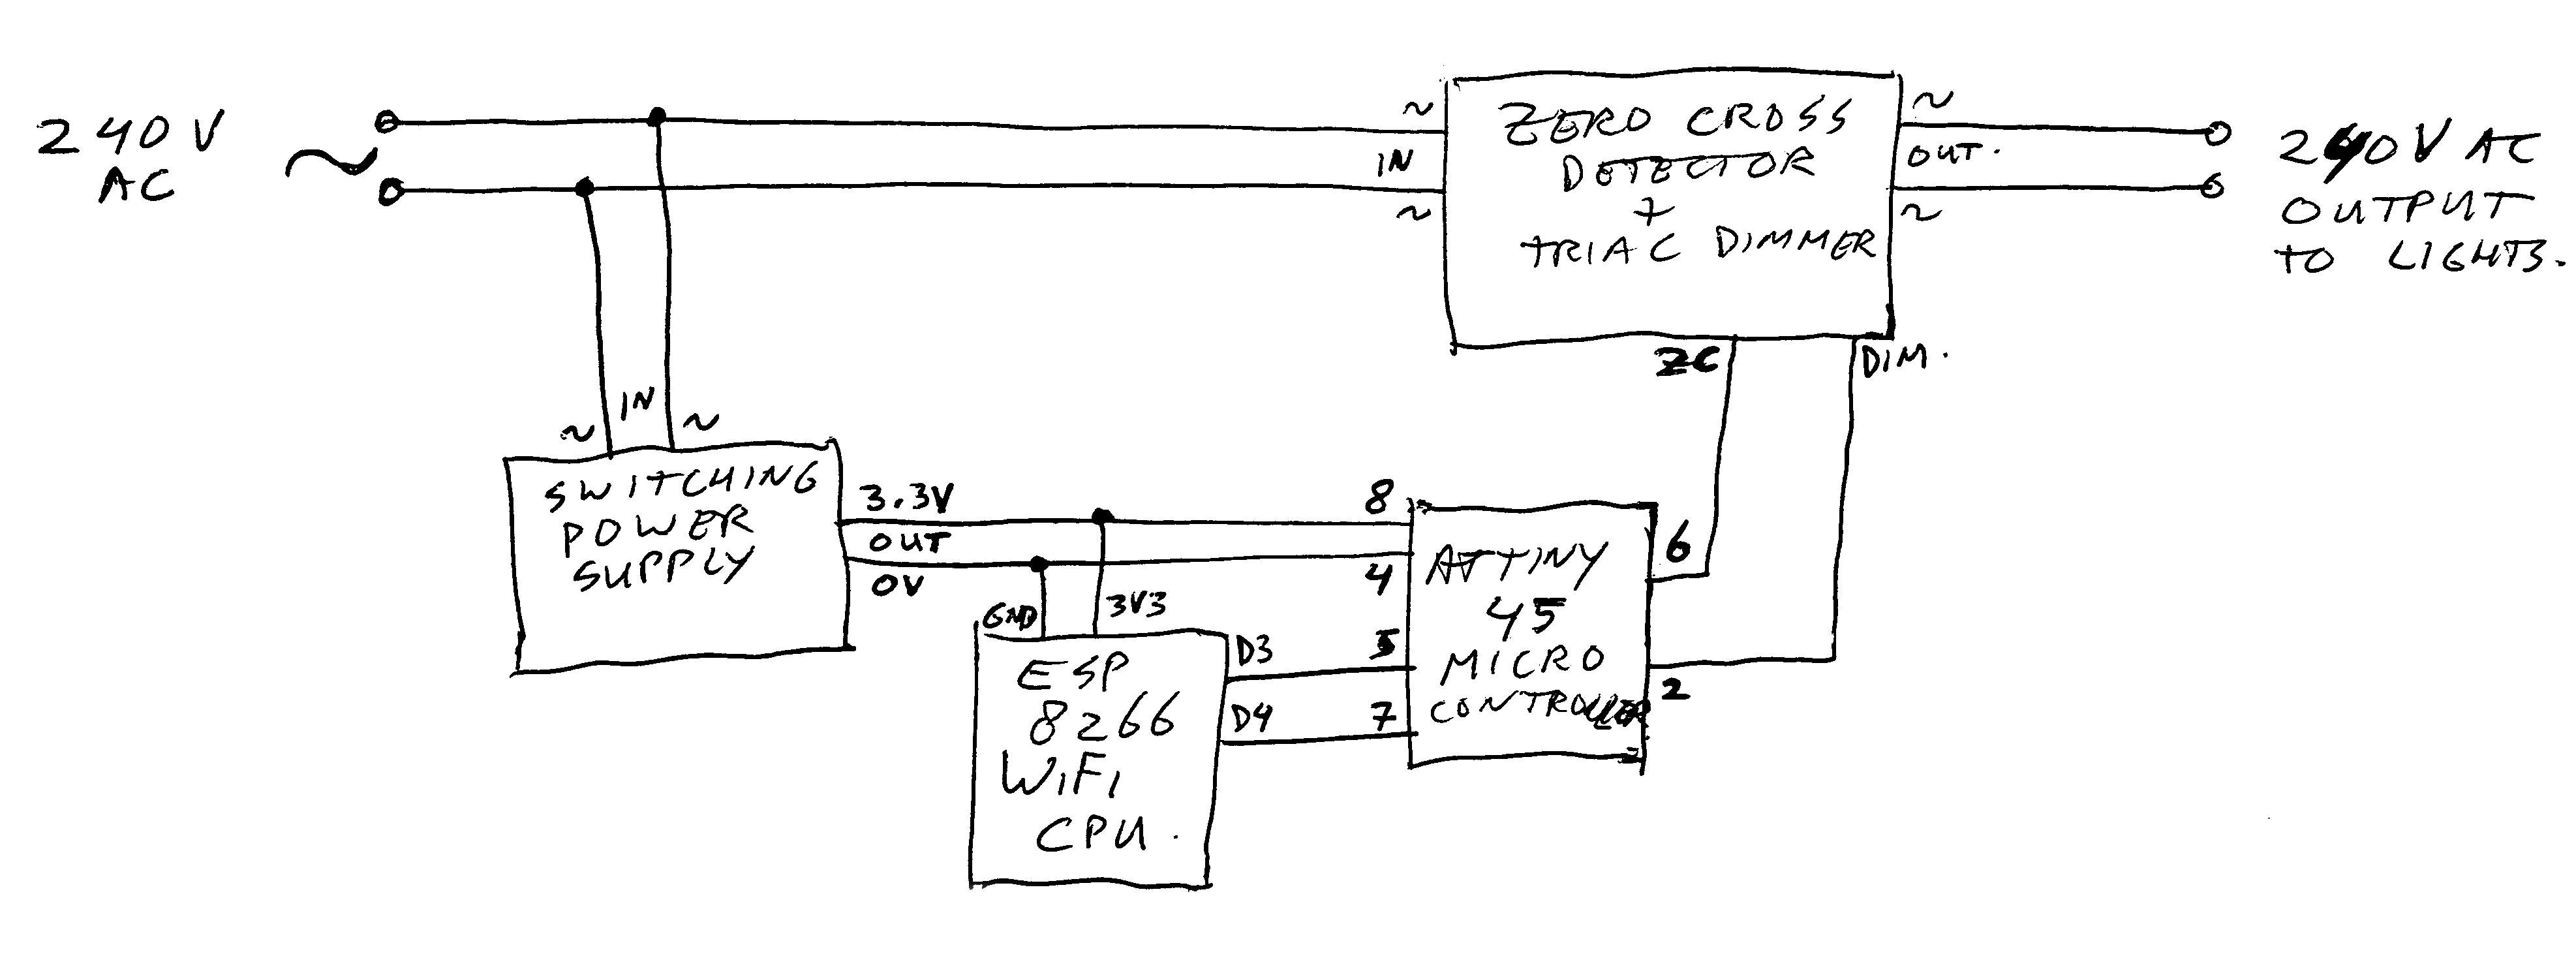 240V
AC
~
~
IN
~
ZERO CROSS
DETECTOR
+
TRIAC DIMMER
~
OUT.
~
240V AC
OUTPUT
TO LIGHTS.
ZC
DIM.
~ IN ~
SWITCHING
POWER
SUPPLY
3.3V
OUT
0V
GND
3V3
ESP
8266
WiFi
CPU.
D3
D4
8
4
5
7
ATTINY
45
MICRO
CONTROLLER
6
2